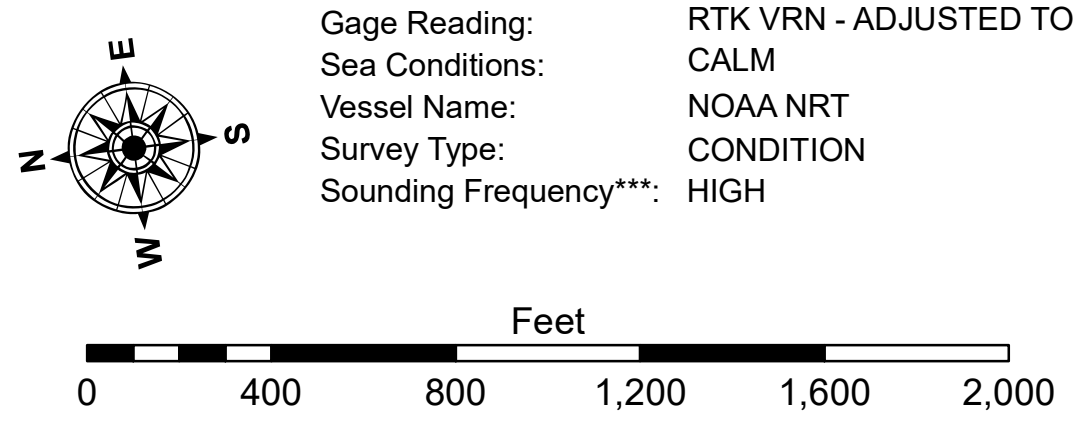 E
N
S
W
Gage Reading: RTK VRN - ADJUSTED TO
Sea Conditions: CALM
Vessel Name: NOAA NRT
Survey Type: CONDITION
Sounding Frequency***: HIGH
Feet
0 400 800 1,200 1,600 2,000